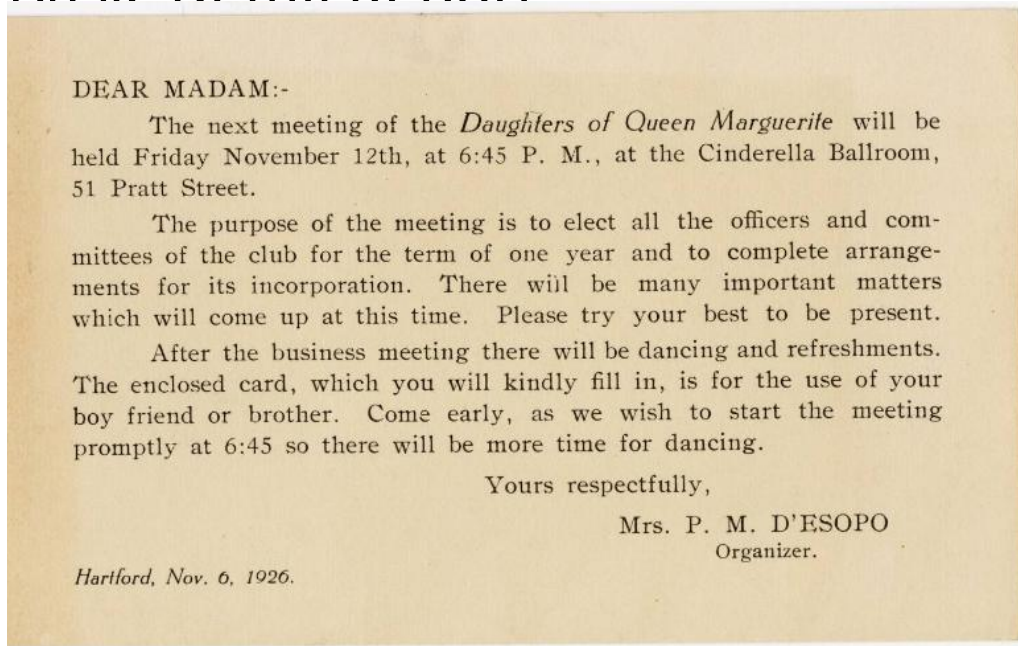 DEAR MADAM:-
The next meeting of the Daughters of Queen Marguerite will be
held Friday November 12th, at 6:45 P. M., at the Cinderella Ballroom,
51 Pratt Street.
The purpose of the meeting is to elect all the officers and com-
mittees of the club for the term of one year and to complete arrange-
ments for its incorporation. There will be many important matters
which will come up at this time. Please try your best to be present.
After the business meeting there will be dancing and refreshments.
The enclosed card, which you will kindly fill in, is for the use of your
boy friend or brother. Come early, as we wish to start the meeting
promptly at 6:45 so there will be more time for dancing.
Yours respectfully,
Mrs. P. M. D'ESOPO
Organizer.
Hartford, Nov. 6, 1926.